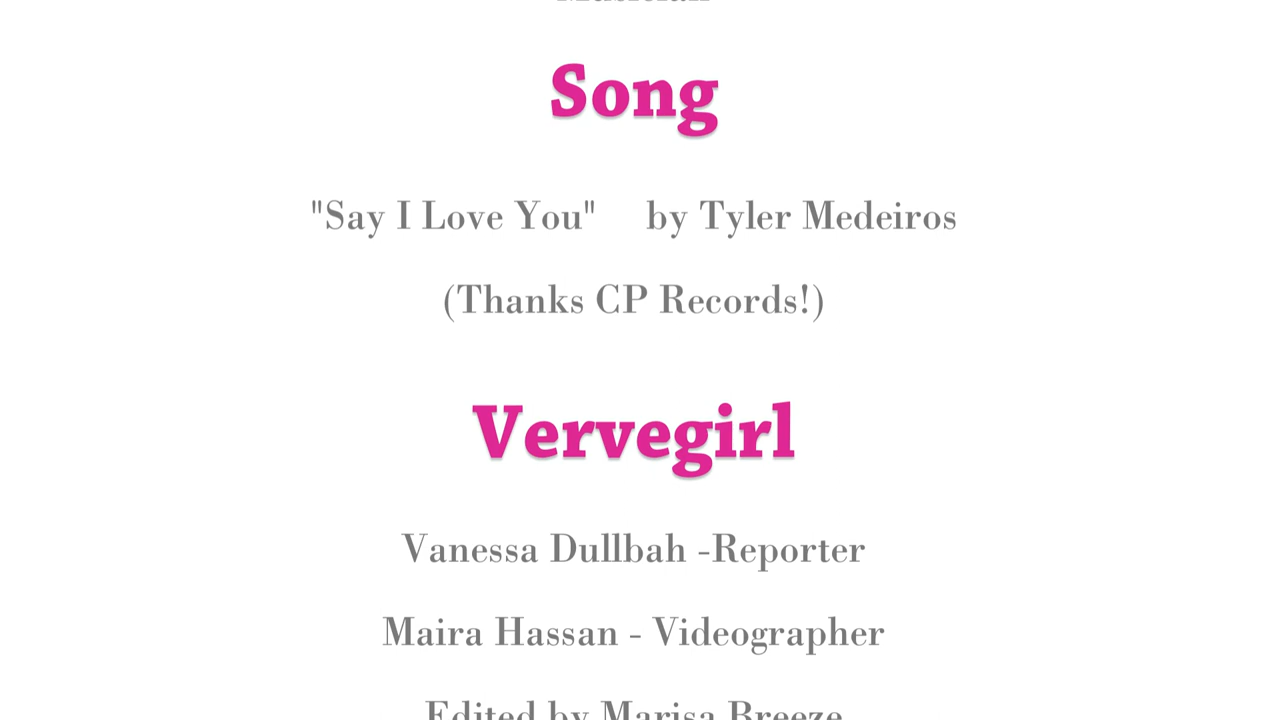 Song
"Say I Love You" by Tyler Medeiros
(Thanks CP Records!)
Vervegirl
Vanessa Dullbah -Reporter
Maira Hassan - Videographer
Edited by Marisa Breeze